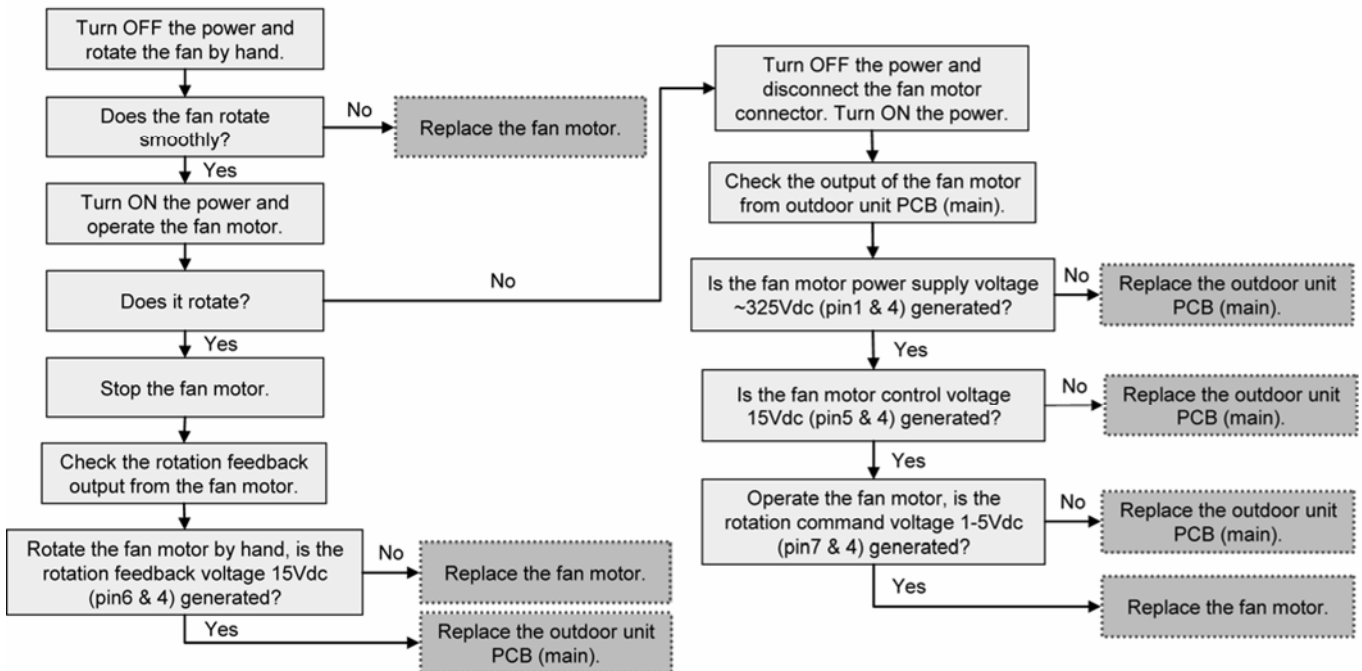 Turn OFF the power and
rotate the fan by hand.
Does the fan rotate
smoothly?
No
Replace the fan motor.
Yes
Turn ON the power and
operate the fan motor.
Does it rotate?
No
Yes
Stop the fan motor.
Check the rotation feedback
output from the fan motor.
Rotate the fan motor by hand, is the
rotation feedback voltage 15Vdc
(pin6 & 4) generated?
No
Replace the fan motor.
Yes
Replace the outdoor unit
PCB (main).
Turn OFF the power and
disconnect the fan motor
connector. Turn ON the power.
Check the output of the fan motor
from outdoor unit PCB (main).
Is the fan motor power supply voltage
~325Vdc (pin1 & 4) generated?
No
Replace the outdoor unit
PCB (main).
Yes
Is the fan motor control voltage
15Vdc (pin5 & 4) generated?
No
Replace the outdoor unit
PCB (main).
Yes
Operate the fan motor, is the
rotation command voltage 1-5Vdc
(pin7 & 4) generated?
No
Replace the outdoor unit
PCB (main).
Yes
Replace the fan motor.